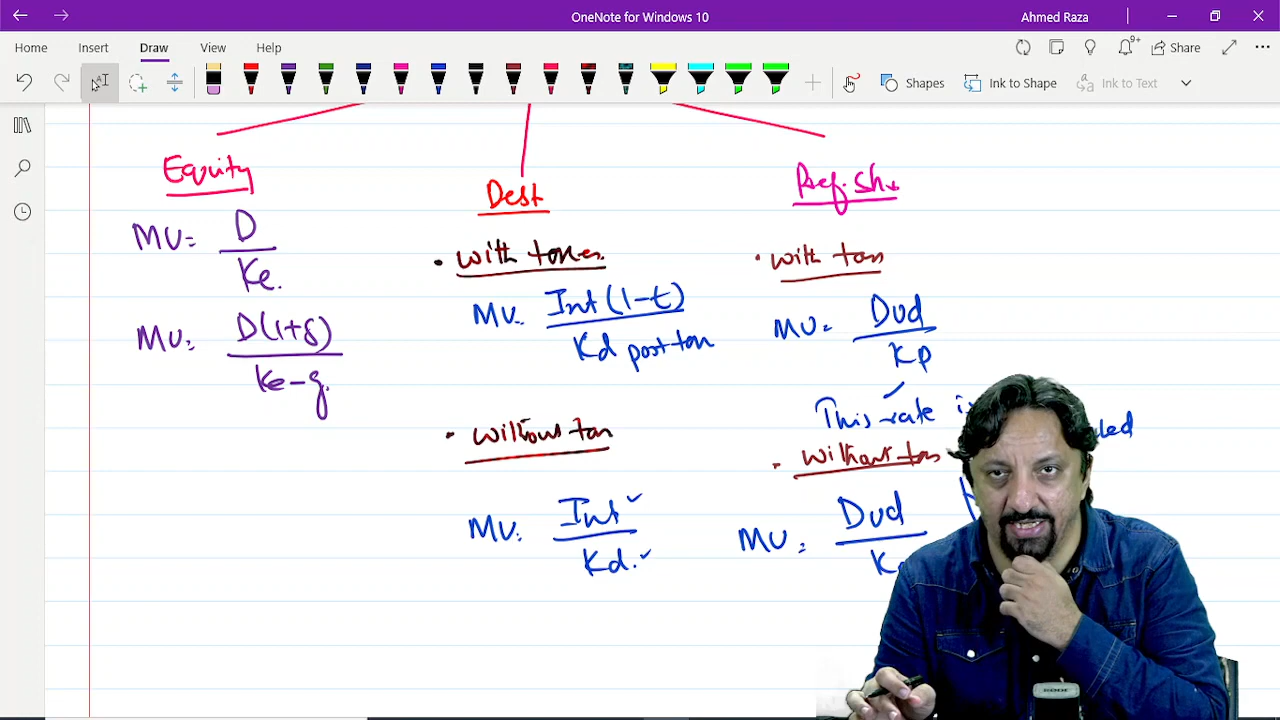 OneNote for Windows 10
Ahmed Raza
Home Insert Draw View Help
9+
Share
Shapes
Ink to Shape
Ink to Text
Equity
MV = D
Ke.
MV = D(1+g)
Ke-g.
Debt
• with taxes.
MV = Int(1-t)
Kd post tax
• without tax
MV = Int ✓
Kd. ✓
Pref. Sh.
• with tax
MV = Dvd
Kp
This rate
• without tax
MV = Dvd